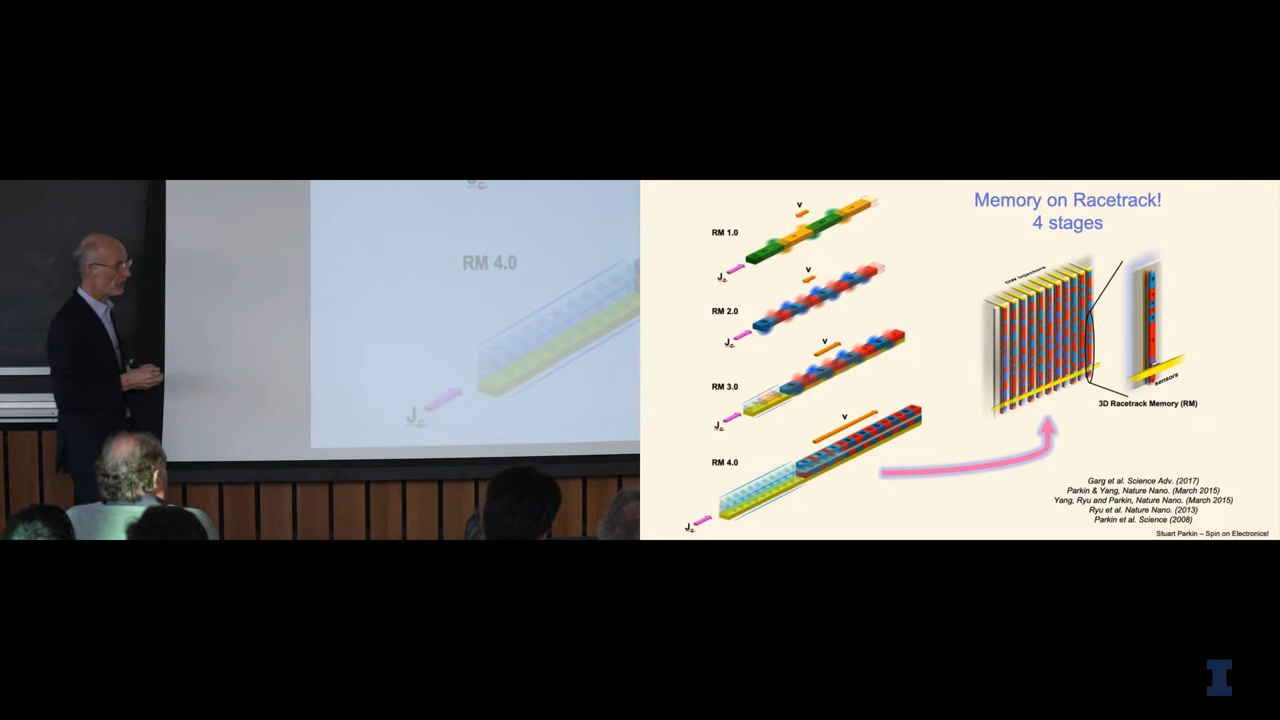 RM 4.0
J
Memory on Racetrack!
4 stages
v
RM 1.0
J
v
RM 2.0
J
v
RM 3.0
J
v
RM 4.0
J
DW injectors
sensors
3D Racetrack Memory (RM)
Garg et al. Science Adv. (2017)
Parkin & Yang, Nature Nano. (March 2015)
Yang, Ryu and Parkin, Nature Nano. (March 2015)
Ryu et al. Nature Nano. (2013)
Parkin et al. Science (2008)
Stuart Parkin – Spin on Electronics!
I